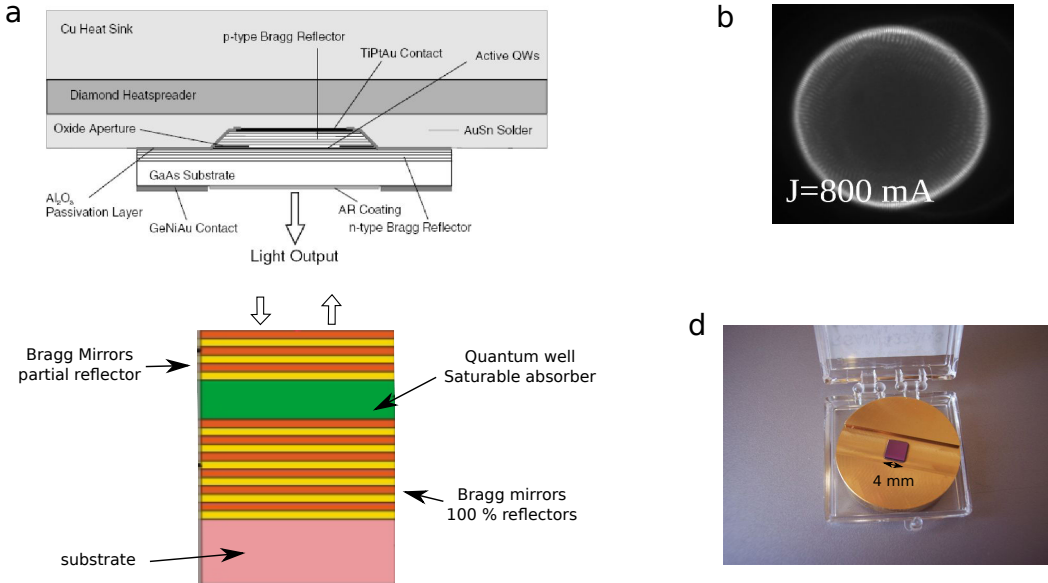 a
Cu Heat Sink
p-type Bragg Reflector
TiPtAu Contact
Active QWs
Diamond Heatspreader
Oxide Aperture
AuSn Solder
GaAs Substrate
Al₂O₃
Passivation Layer
AR Coating
GeNiAu Contact
n-type Bragg Reflector
Light Output
b
J=800 mA
Bragg Mirrors
partial reflector
Quantum well
Saturable absorber
Bragg mirrors
100 % reflectors
substrate
d
4 mm